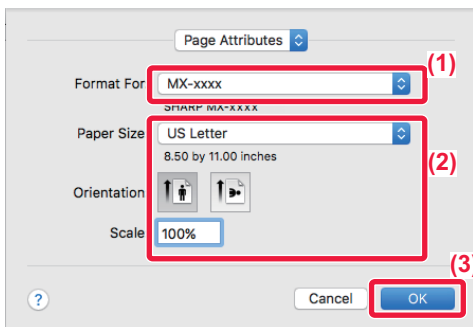 Page Attributes
(1)
Format For MX-xxxx
SHARP MX-xxxx
Paper Size US Letter
8.50 by 11.00 inches
(2)
Orientation
Scale 100%
(3)
? Cancel OK